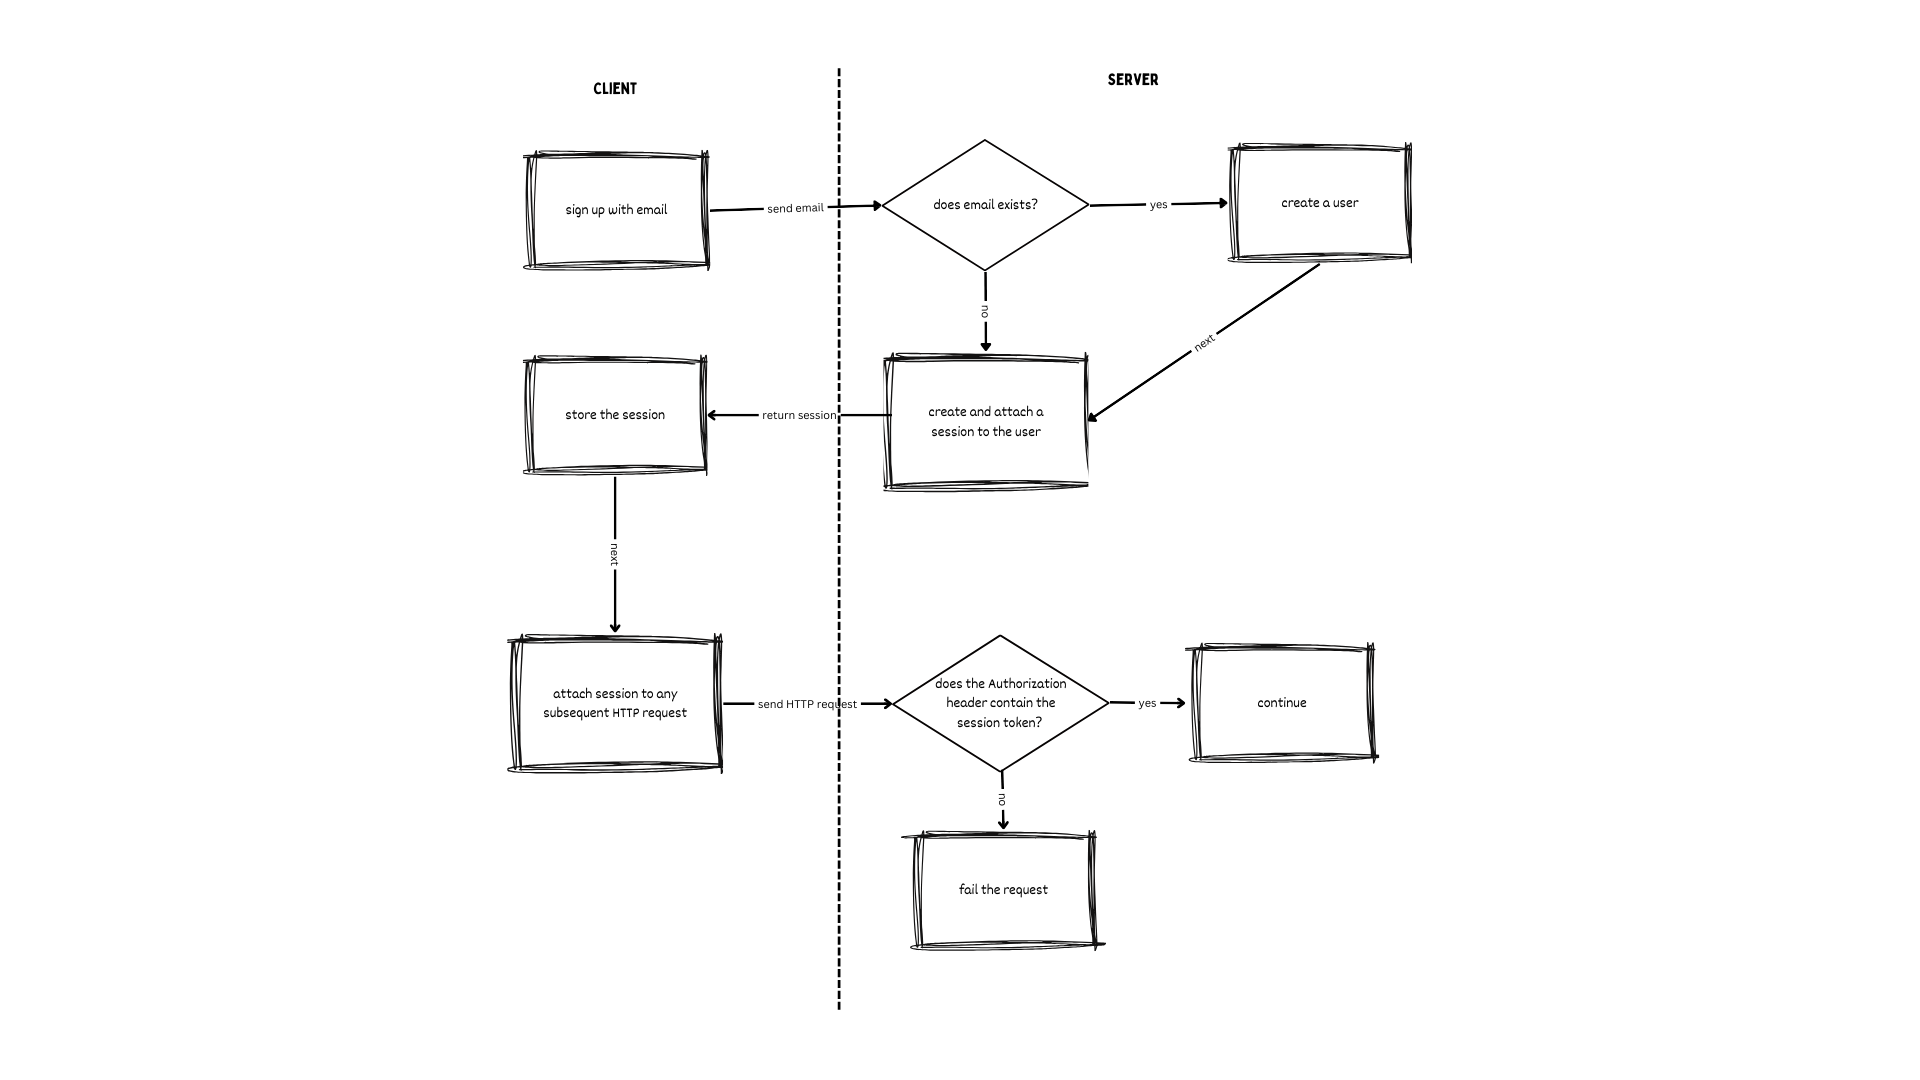 CLIENT
SERVER
sign up with email
send email
does email exists?
yes
create a user
no
next
store the session
return session
create and attach a
session to the user
next
attach session to any
subsequent HTTP request
send HTTP request
does the Authorization
header contain the
session token?
yes
continue
no
fail the request